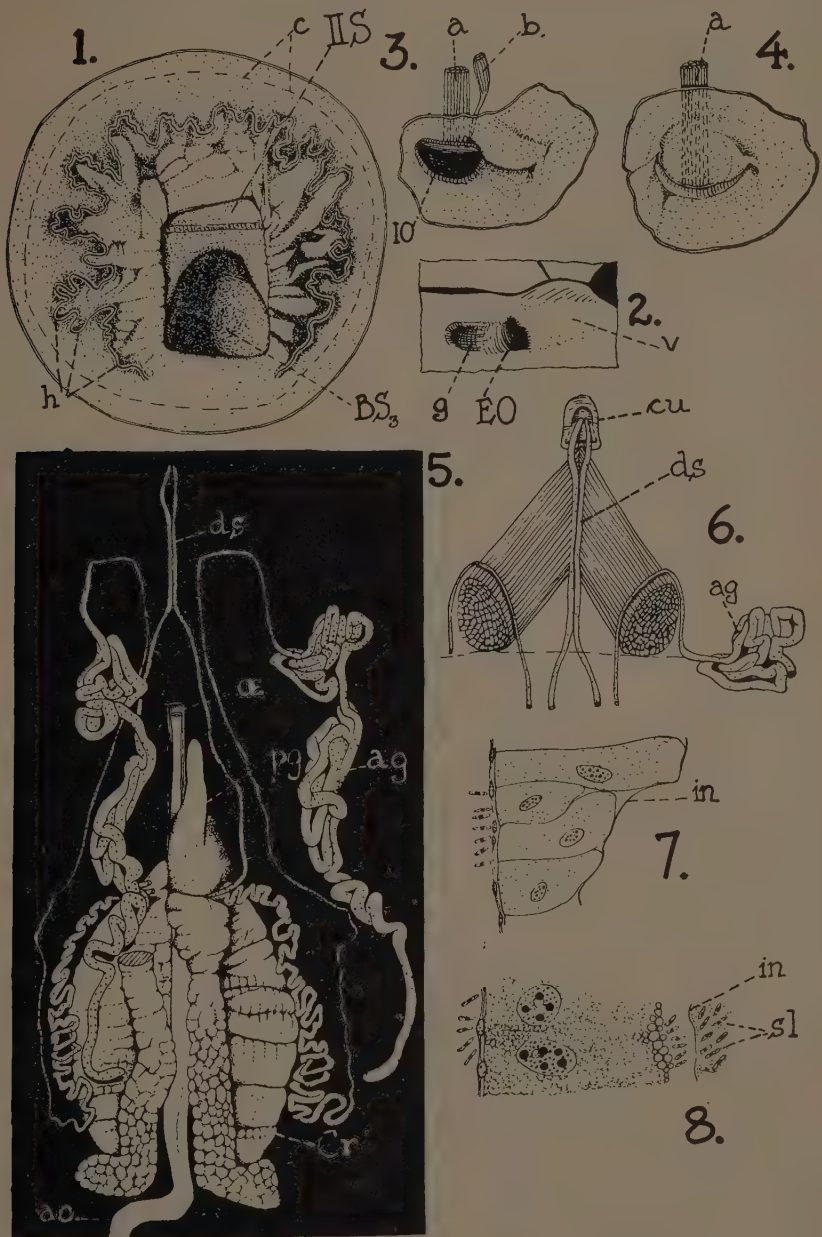 1.
c
IIS
h
BS₃
3.
a
b.
IO
4.
a
2.
g
EO
v
5.
ds
a
pg
ag
Cr
ao.
6.
cu
ds
ag
7.
in
8.
in
sl